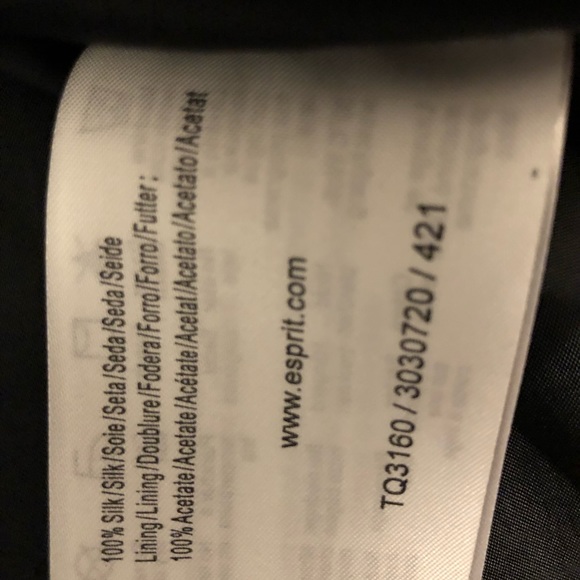 100% Silk/Silk/Soie/Seta/Seda/Seda/Seide
Lining/Lining/Doublure/Fodera/Forro/Forro/Futter:
100% Acetate/Acetate/Acétate/Acetat/Acetato/Acetato/Acetat
www.esprit.com
TQ3160/3030720/421